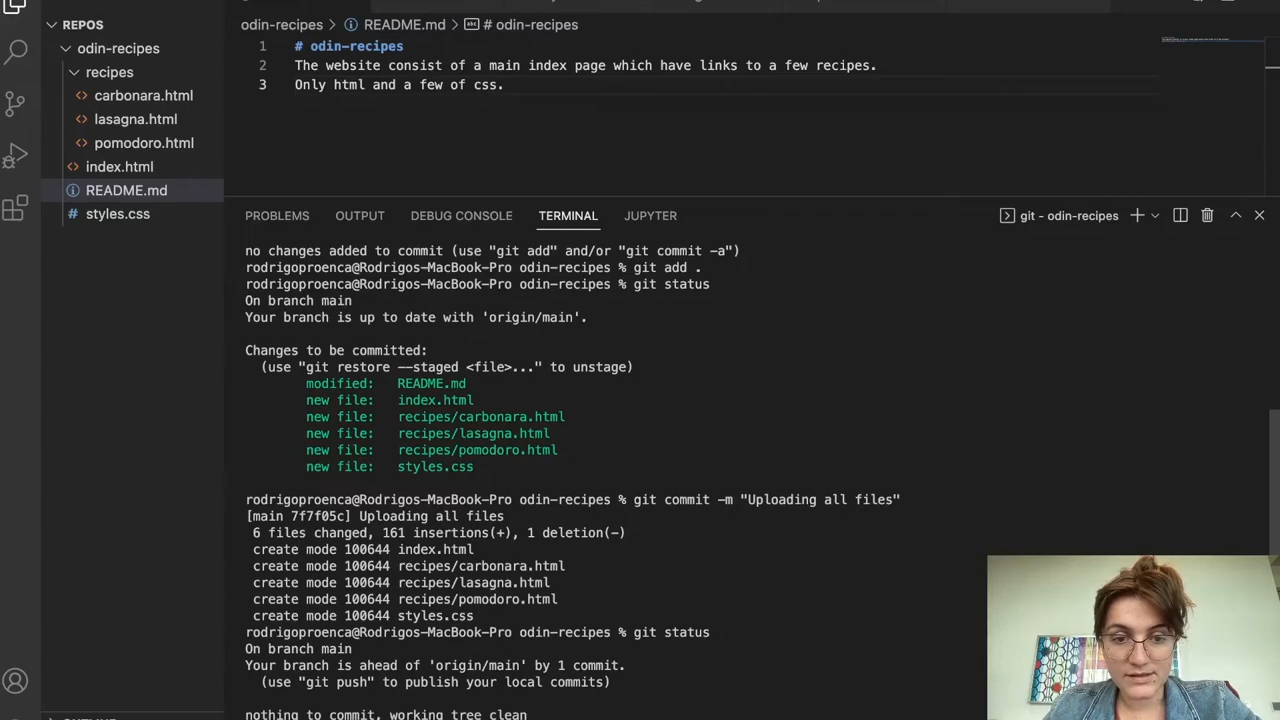 REPOS
odin-recipes
recipes
carbonara.html
lasagna.html
pomodoro.html
index.html
README.md
styles.css
odin-recipes > README.md > # odin-recipes
1 # odin-recipes
2 The website consist of a main index page which have links to a few recipes.
3 Only html and a few of css.
PROBLEMS OUTPUT DEBUG CONSOLE TERMINAL JUPYTER
git - odin-recipes
no changes added to commit (use "git add" and/or "git commit -a")
rodrigoproenca@Rodrigos-MacBook-Pro odin-recipes % git add .
rodrigoproenca@Rodrigos-MacBook-Pro odin-recipes % git status
On branch main
Your branch is up to date with 'origin/main'.
Changes to be committed:
(use "git restore --staged <file>..." to unstage)
modified: README.md
new file: index.html
new file: recipes/carbonara.html
new file: recipes/lasagna.html
new file: recipes/pomodoro.html
new file: styles.css
rodrigoproenca@Rodrigos-MacBook-Pro odin-recipes % git commit -m "Uploading all files"
[main 7f7f05c] Uploading all files
6 files changed, 161 insertions(+), 1 deletion(-)
create mode 100644 index.html
create mode 100644 recipes/carbonara.html
create mode 100644 recipes/lasagna.html
create mode 100644 recipes/pomodoro.html
create mode 100644 styles.css
rodrigoproenca@Rodrigos-MacBook-Pro odin-recipes % git status
On branch main
Your branch is ahead of 'origin/main' by 1 commit.
(use "git push" to publish your local commits)
nothing to commit, working tree clean